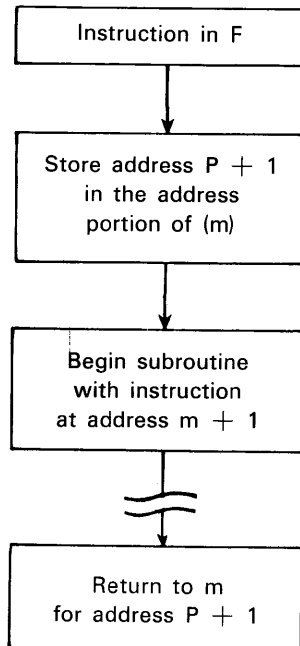 Instruction in F
Store address P + 1
in the address
portion of (m)
Begin subroutine
with instruction
at address m + 1
Return to m
for address P + 1